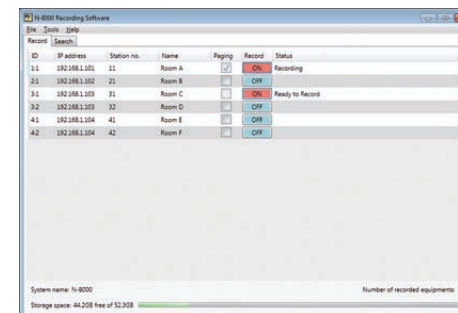 N-8000 Recording Software
File Tools Help
Record Search
ID IP address Station no. Name Paging Record Status
1:1 192.168.1.101 11 Room A ON Recording
2:1 192.168.1.102 21 Room B OFF
3:1 192.168.1.103 31 Room C ON Ready to Record
3:2 192.168.1.103 32 Room D OFF
4:1 192.168.1.104 41 Room E OFF
4:2 192.168.1.104 42 Room F OFF
System name: N-8000 Number of recorded equipments:
Storage space: 44.2GB free of 52.3GB